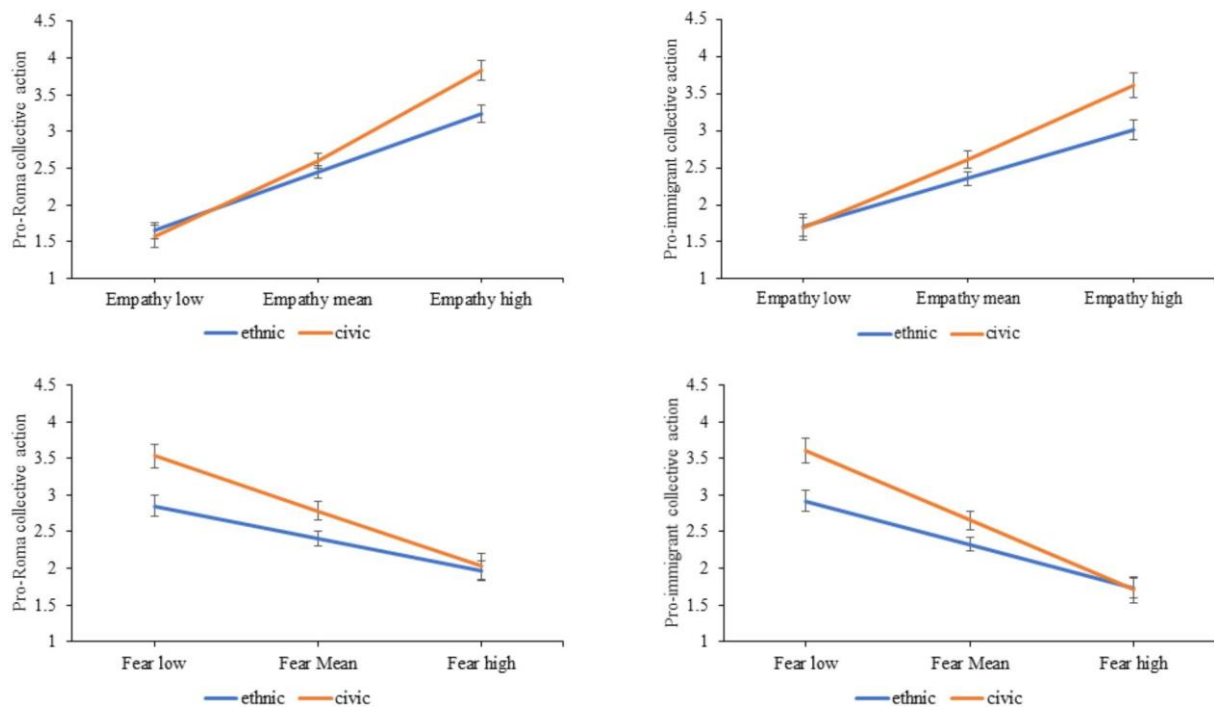 4.5
4
3.5
3
2.5
2
1.5
1
Pro-Roma collective action
Empathy low Empathy mean Empathy high
ethnic civic
4.5
4
3.5
3
2.5
2
1.5
1
Pro-immigrant collective action
Empathy low Empathy mean Empathy high
ethnic civic
4.5
4
3.5
3
2.5
2
1.5
1
Pro-Roma collective action
Fear low Fear Mean Fear high
ethnic civic
4.5
4
3.5
3
2.5
2
1.5
1
Pro-immigrant collective action
Fear low Fear Mean Fear high
ethnic civic